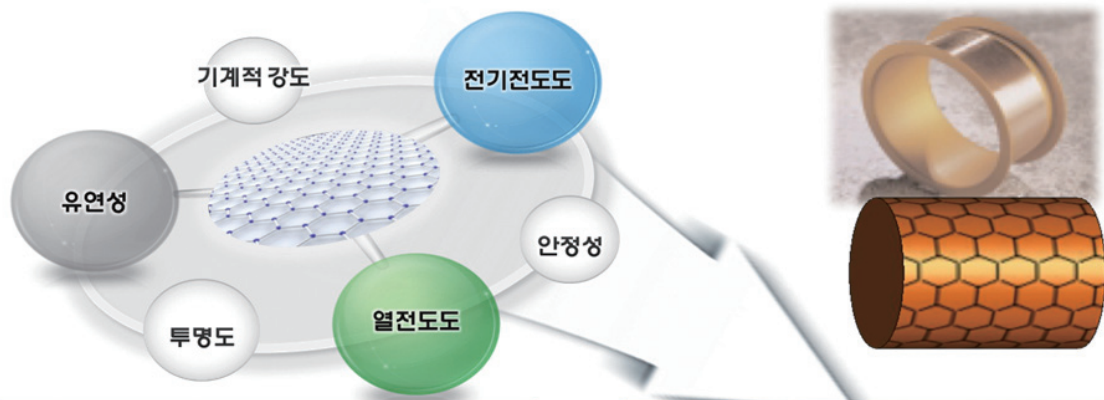 기계적 강도
전기전도도
유연성
안정성
투명도
열전도도